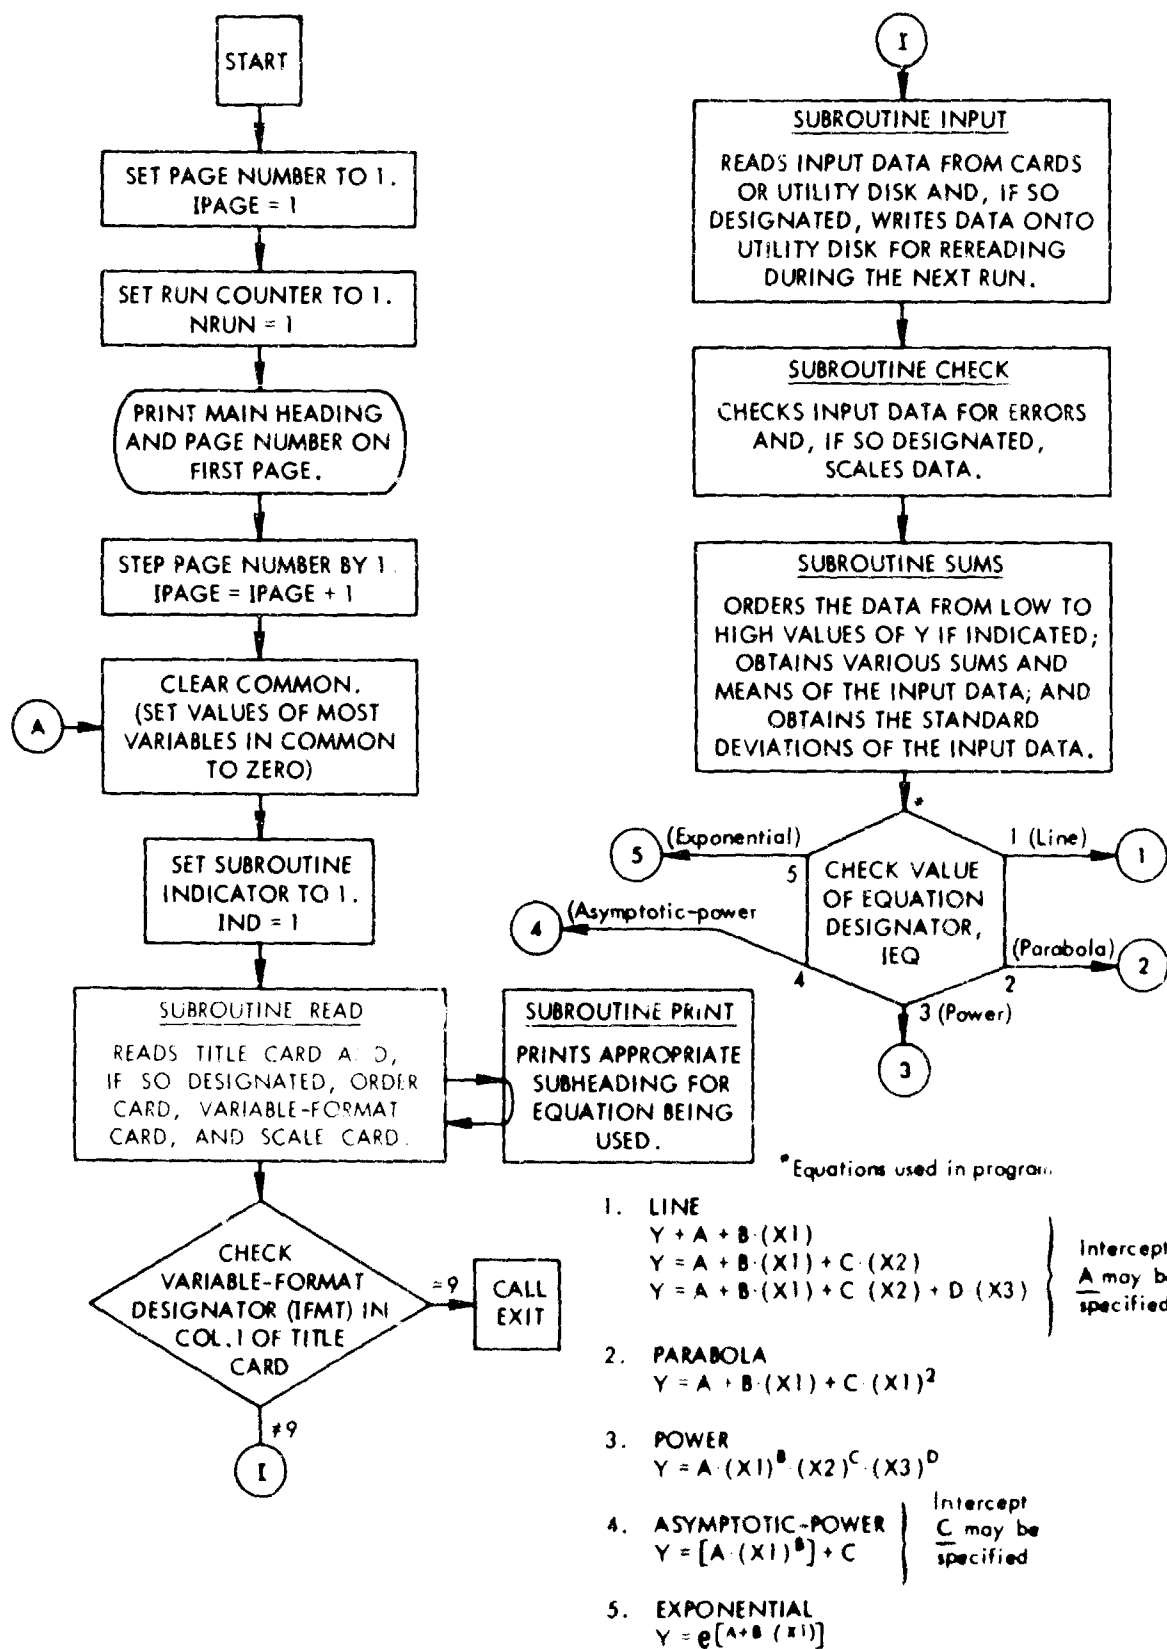 START
SET PAGE NUMBER TO 1.
IPAGE = 1
SET RUN COUNTER TO 1.
NRUN = 1
PRINT MAIN HEADING
AND PAGE NUMBER ON
FIRST PAGE.
STEP PAGE NUMBER BY 1.
IPAGE = IPAGE + 1
A
CLEAR COMMON.
(SET VALUES OF MOST
VARIABLES IN COMMON
TO ZERO)
SET SUBROUTINE
INDICATOR TO 1.
IND = 1
SUBROUTINE READ
READS TITLE CARD A D,
IF SO DESIGNATED, ORDER
CARD, VARIABLE-FORMAT
CARD, AND SCALE CARD.
SUBROUTINE PRINT
PRINTS APPROPRIATE
SUBHEADING FOR
EQUATION BEING
USED.
CHECK
VARIABLE-FORMAT
DESIGNATOR (IFMT) IN
COL.1 OF TITLE
CARD
=9
CALL
EXIT
≠9
I
I
SUBROUTINE INPUT
READS INPUT DATA FROM CARDS
OR UTILITY DISK AND, IF SO
DESIGNATED, WRITES DATA ONTO
UTILITY DISK FOR REREADING
DURING THE NEXT RUN.
SUBROUTINE CHECK
CHECKS INPUT DATA FOR ERRORS
AND, IF SO DESIGNATED,
SCALES DATA.
SUBROUTINE SUMS
ORDERS THE DATA FROM LOW TO
HIGH VALUES OF Y IF INDICATED;
OBTAINS VARIOUS SUMS AND
MEANS OF THE INPUT DATA; AND
OBTAINS THE STANDARD
DEVIATIONS OF THE INPUT DATA.
*
CHECK VALUE
OF EQUATION
DESIGNATOR,
IEQ
5 (Exponential) 5
1 (Line) 1
4 (Asymptotic-power 4
(Parabola) 2 2
3 (Power)
3
*Equations used in program
1. LINE
Y + A + B·(X1)
Y = A + B·(X1) + C·(X2)
Y = A + B·(X1) + C (X2) + D (X3)
Intercept
A may be
specified
2. PARABOLA
Y = A + B·(X1) + C·(X1)²
3. POWER
Y = A·(X1)ᴮ·(X2)ᶜ·(X3)ᴰ
4. ASYMPTOTIC-POWER
Y = [A·(X1)ᴮ] + C
Intercept
C may be
specified
5. EXPONENTIAL
Y = e[A+B (X1)]